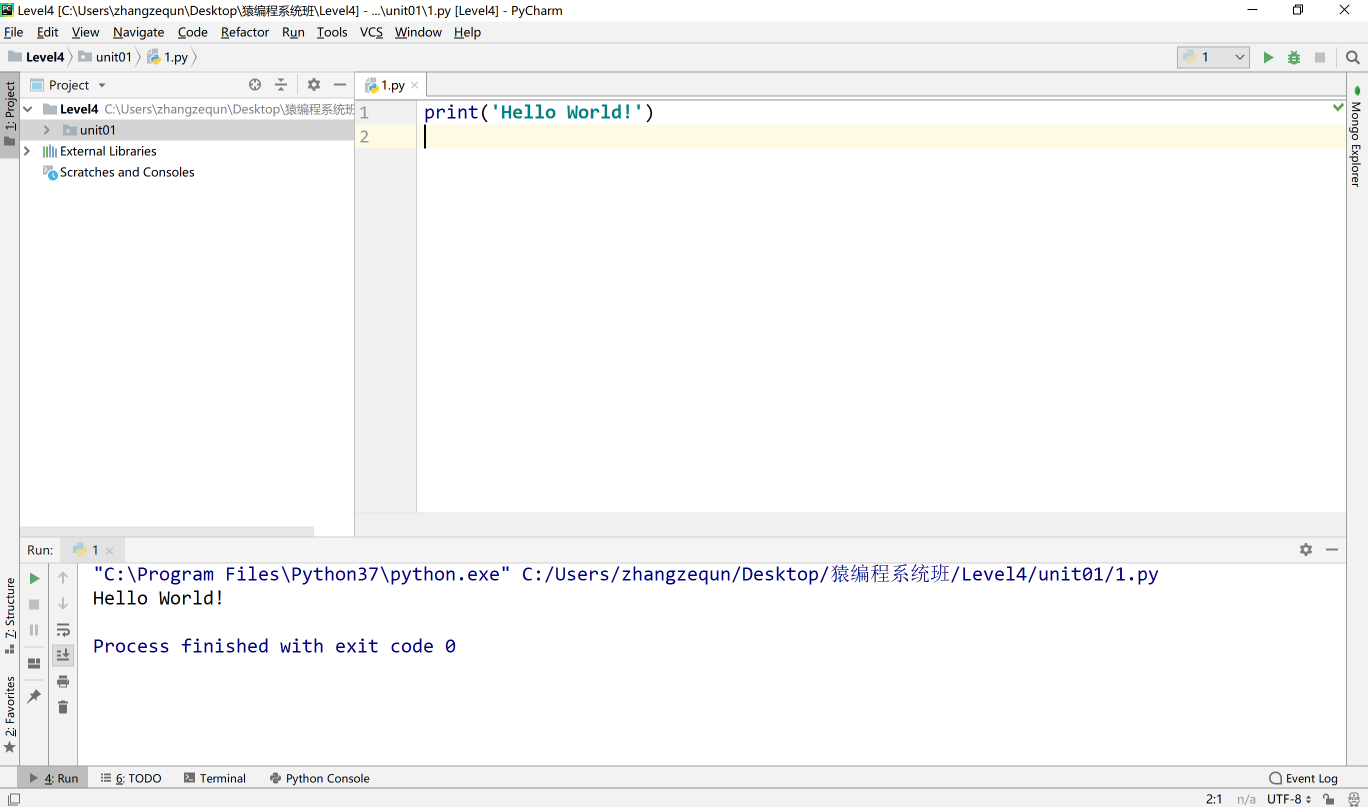 Level4 [C:\Users\zhangzequn\Desktop\猿编程系统班\Level4] - ...\unit01\1.py [Level4] - PyCharm
File Edit View Navigate Code Refactor Run Tools VCS Window Help
Level4 unit01 1.py 1
Project 1.py
1: Project
Level4 C:\Users\zhangzequn\Desktop\猿编程系统班
unit01
External Libraries
Scratches and Consoles
1 print('Hello World!')
2
Mongo Explorer
Run: 1
"C:\Program Files\Python37\python.exe" C:/Users/zhangzequn/Desktop/猿编程系统班/Level4/unit01/1.py
Hello World!
Process finished with exit code 0
Z: Structure
2: Favorites
4: Run 6: TODO Terminal Python Console Event Log
2:1 n/a UTF-8